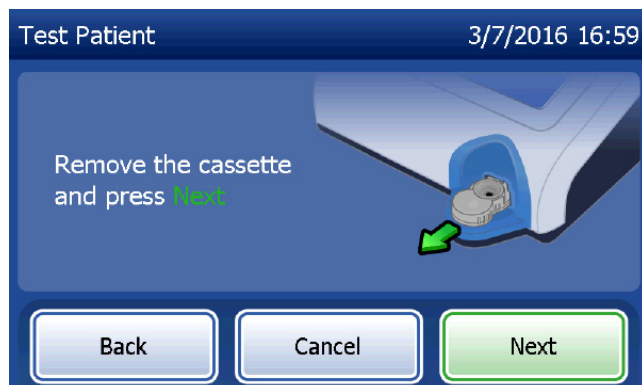 Test Patient 3/7/2016 16:59
Remove the cassette
and press Next
Back Cancel Next